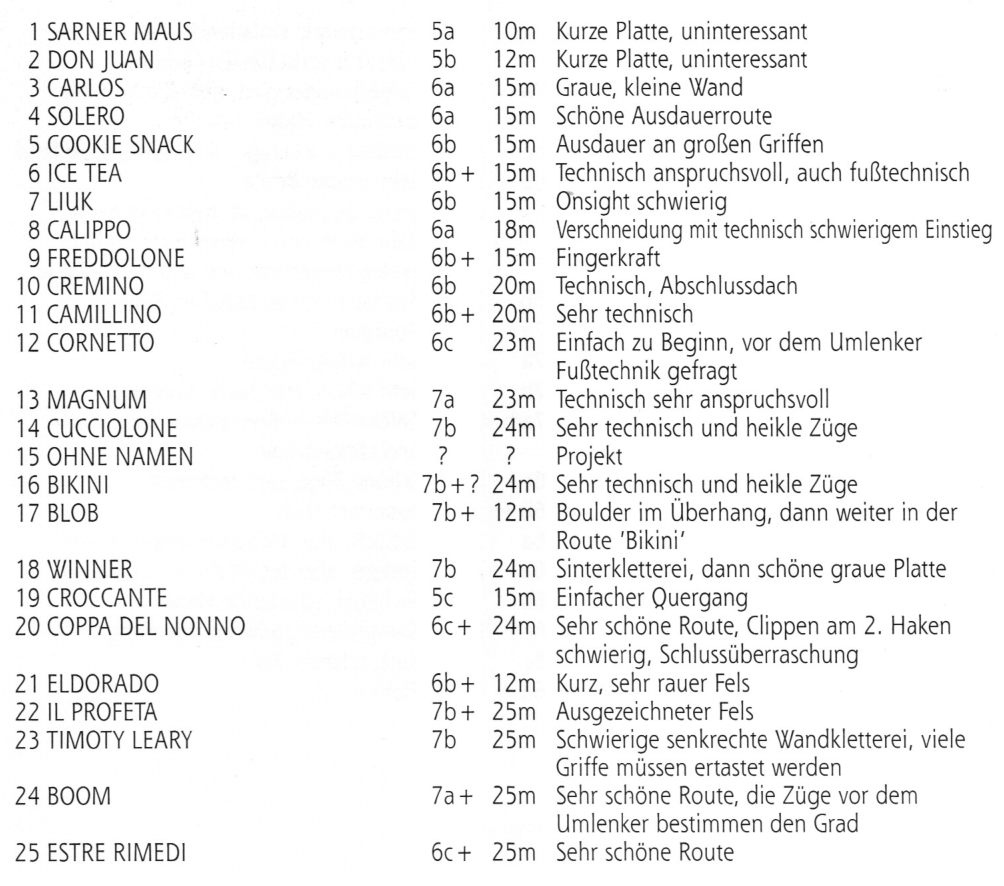 1 SARNER MAUS 5a 10m Kurze Platte, uninteressant
2 DON JUAN 5b 12m Kurze Platte, uninteressant
3 CARLOS 6a 15m Graue, kleine Wand
4 SOLERO 6a 15m Schöne Ausdauerroute
5 COOKIE SNACK 6b 15m Ausdauer an großen Griffen
6 ICE TEA 6b+ 15m Technisch anspruchsvoll, auch fußtechnisch
7 LIUK 6b 15m Onsight schwierig
8 CALIPPO 6a 18m Verschneidung mit technisch schwierigem Einstieg
9 FREDDOLONE 6b+ 15m Fingerkraft
10 CREMINO 6b 20m Technisch, Abschlussdach
11 CAMILLINO 6b+ 20m Sehr technisch
12 CORNETTO 6c 23m Einfach zu Beginn, vor dem Umlenker
Fußtechnik gefragt
13 MAGNUM 7a 23m Technisch sehr anspruchsvoll
14 CUCCIOLONE 7b 24m Sehr technisch und heikle Züge
15 OHNE NAMEN ? ? Projekt
16 BIKINI 7b+? 24m Sehr technisch und heikle Züge
17 BLOB 7b+ 12m Boulder im Überhang, dann weiter in der
Route 'Bikini'
18 WINNER 7b 24m Sinterkletterei, dann schöne graue Platte
19 CROCCANTE 5c 15m Einfacher Quergang
20 COPPA DEL NONNO 6c+ 24m Sehr schöne Route, Clippen am 2. Haken
schwierig, Schlussüberraschung
21 ELDORADO 6b+ 12m Kurz, sehr rauer Fels
22 IL PROFETA 7b+ 25m Ausgezeichneter Fels
23 TIMOTY LEARY 7b 25m Schwierige senkrechte Wandkletterei, viele
Griffe müssen ertastet werden
24 BOOM 7a+ 25m Sehr schöne Route, die Züge vor dem
Umlenker bestimmen den Grad
25 ESTRE RIMEDI 6c+ 25m Sehr schöne Route